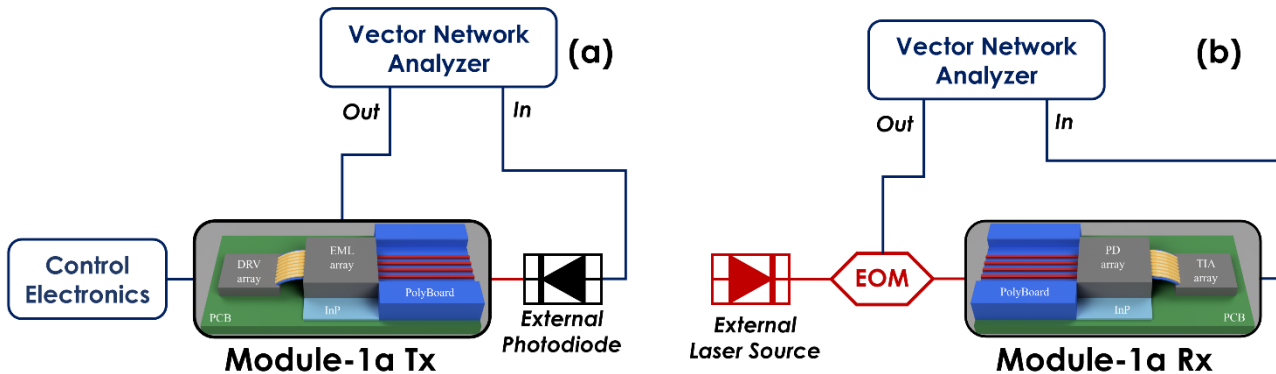 Vector Network
Analyzer
(a)
Out
In
Control
Electronics
DRV
array
EML
array
PolyBoard
InP
PCB
External
Photodiode
Module-1a Tx
Vector Network
Analyzer
(b)
Out
In
External
Laser Source
EOM
PolyBoard
PD
array
TIA
array
InP
PCB
Module-1a Rx